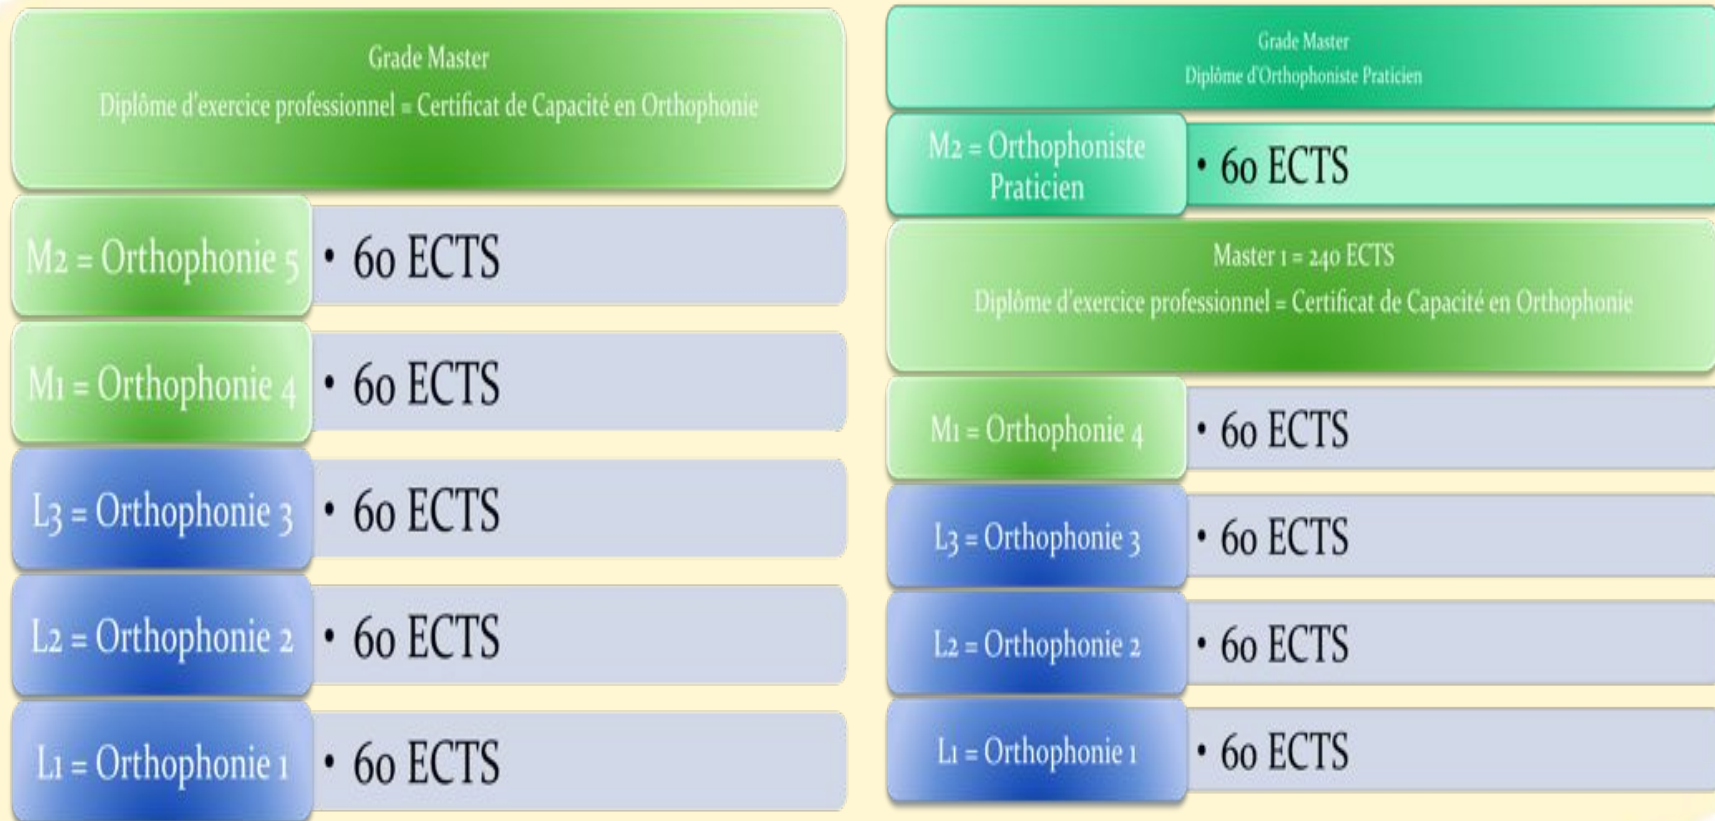 Grade Master
Diplôme d'exercice professionnel = Certificat de Capacité en Orthophonie
M2 = Orthophonie 5
• 60 ECTS
M1 = Orthophonie 4
• 60 ECTS
L3 = Orthophonie 3
• 60 ECTS
L2 = Orthophonie 2
• 60 ECTS
L1 = Orthophonie 1
• 60 ECTS
Grade Master
Diplôme d'Orthophoniste Praticien
M2 = Orthophoniste
Praticien
• 60 ECTS
Master 1 = 240 ECTS
Diplôme d'exercice professionnel = Certificat de Capacité en Orthophonie
M1 = Orthophonie 4
• 60 ECTS
L3 = Orthophonie 3
• 60 ECTS
L2 = Orthophonie 2
• 60 ECTS
L1 = Orthophonie 1
• 60 ECTS